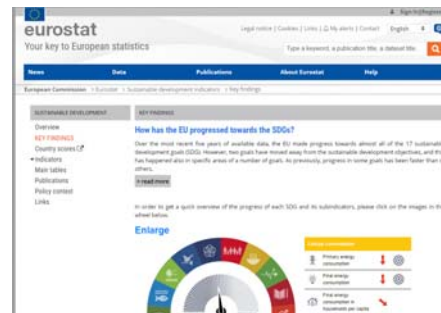 Sign In|Register
eurostat
Legal notice | Cookies | Links | My alerts | Contact English
Your key to European statistics
Type a keyword, a publication title, a dataset title.
News Data Publications About Eurostat Help
European Commission > Eurostat > Sustainable development indicators > Key findings
SUSTAINABLE DEVELOPMENT
Overview
KEY FINDINGS
Country scores
Indicators
Main tables
Publications
Policy context
Links
KEY FINDINGS
How has the EU progressed towards the SDGs?
Over the most recent five years of available data, the EU made progress towards almost all of the 17 sustainable
development goals (SDG). However, two goals have moved away from the sustainable development objectives, and this
has happened also in specific areas of a number of goals. As previously, progress in some goals has been faster than
others.
+ read more
In order to get a quick overview of the progress of each SDG and its subindicators, please click on the images in the
wheel below.
Enlarge
Primary energy
consumption
Final energy
consumption
Final energy
consumption in
households per capita